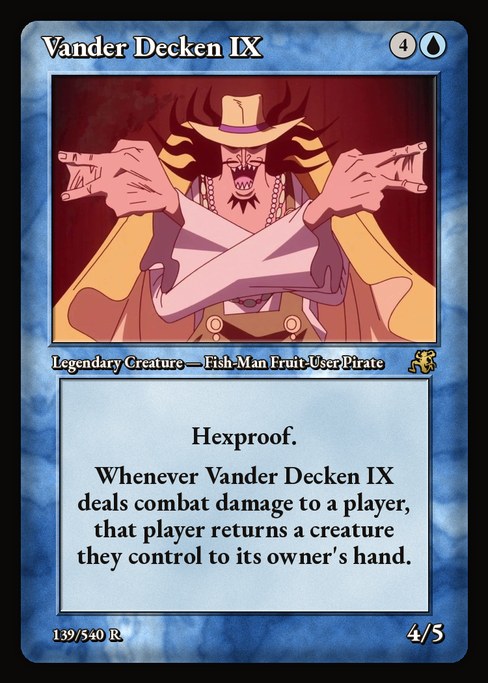 Vander Decken IX 4
Legendary Creature — Fish-Man Fruit-User Pirate
Hexproof.
Whenever Vander Decken IX
deals combat damage to a player,
that player returns a creature
they control to its owner's hand.
139/540 R 4/5